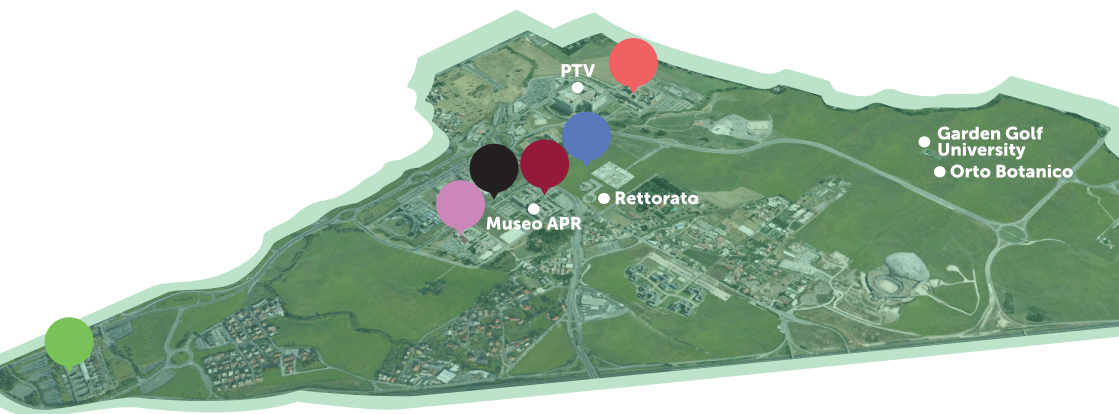 PTV
Garden Golf
University
Orto Botanico
Rettorato
Museo APR